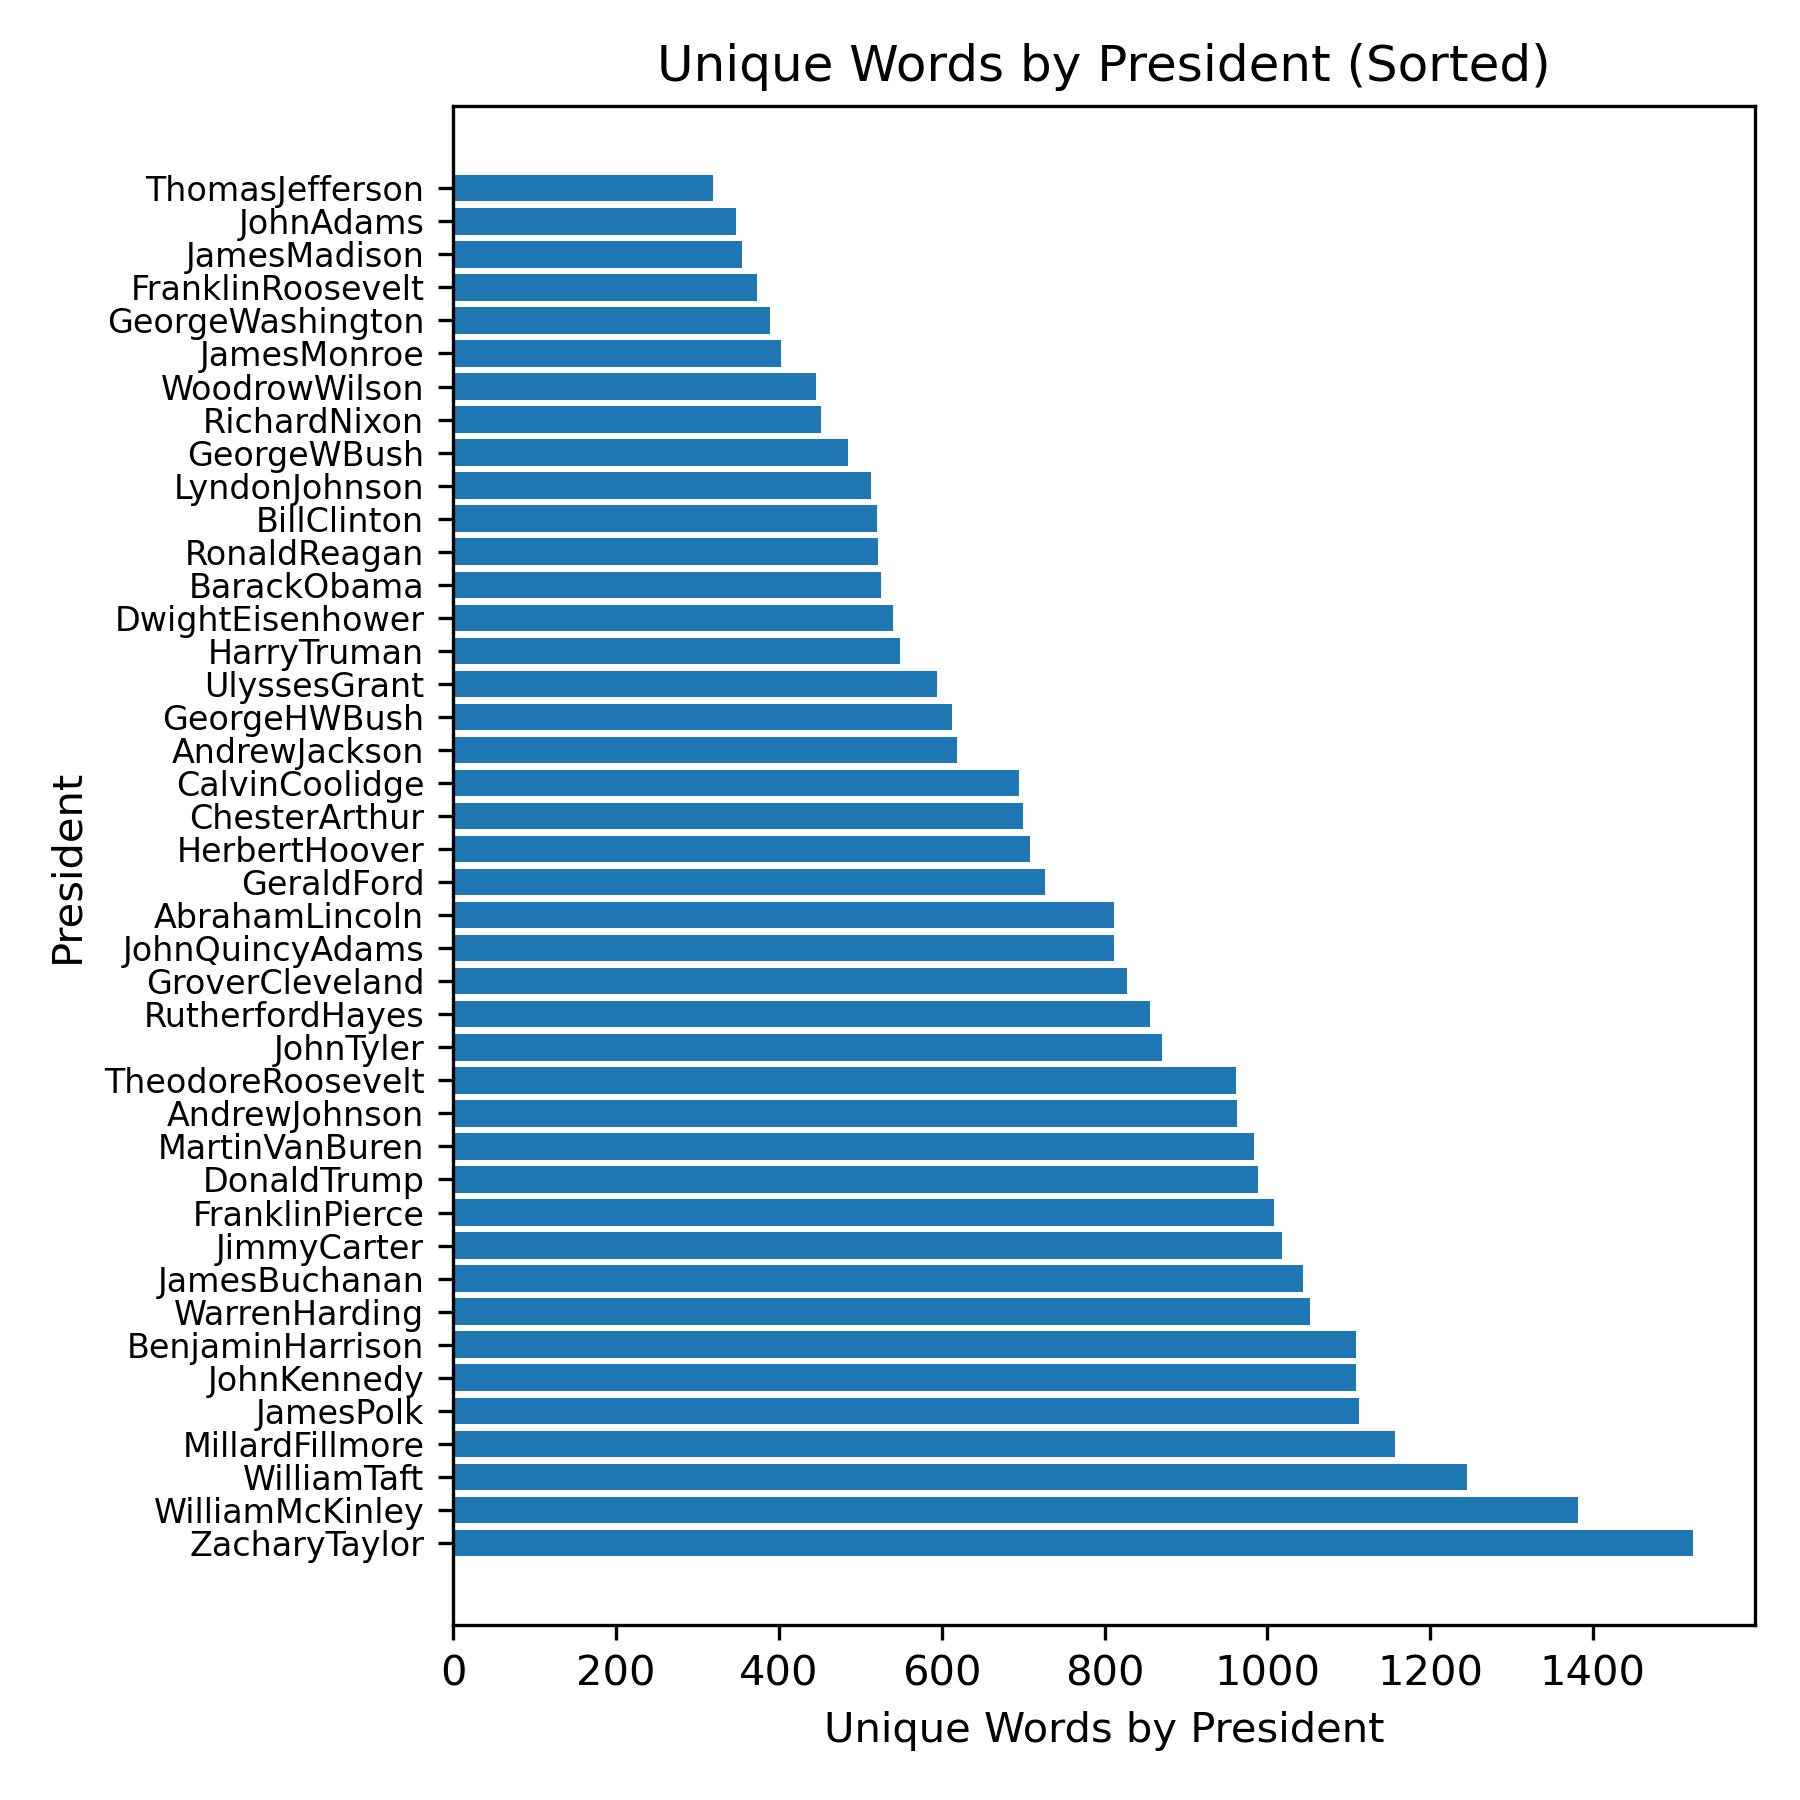 Unique Words by President (Sorted)
ThomasJefferson
JohnAdams
JamesMadison
FranklinRoosevelt
GeorgeWashington
JamesMonroe
WoodrowWilson
RichardNixon
GeorgeWBush
LyndonJohnson
BillClinton
RonaldReagan
BarackObama
DwightEisenhower
HarryTruman
UlyssesGrant
GeorgeHWBush
AndrewJackson
CalvinCoolidge
ChesterArthur
HerbertHoover
GeraldFord
AbrahamLincoln
JohnQuincyAdams
GroverCleveland
RutherfordHayes
JohnTyler
TheodoreRoosevelt
AndrewJohnson
MartinVanBuren
DonaldTrump
FranklinPierce
JimmyCarter
JamesBuchanan
WarrenHarding
BenjaminHarrison
JohnKennedy
JamesPolk
MillardFillmore
WilliamTaft
WilliamMcKinley
ZacharyTaylor
President
0 200 400 600 800 1000 1200 1400
Unique Words by President